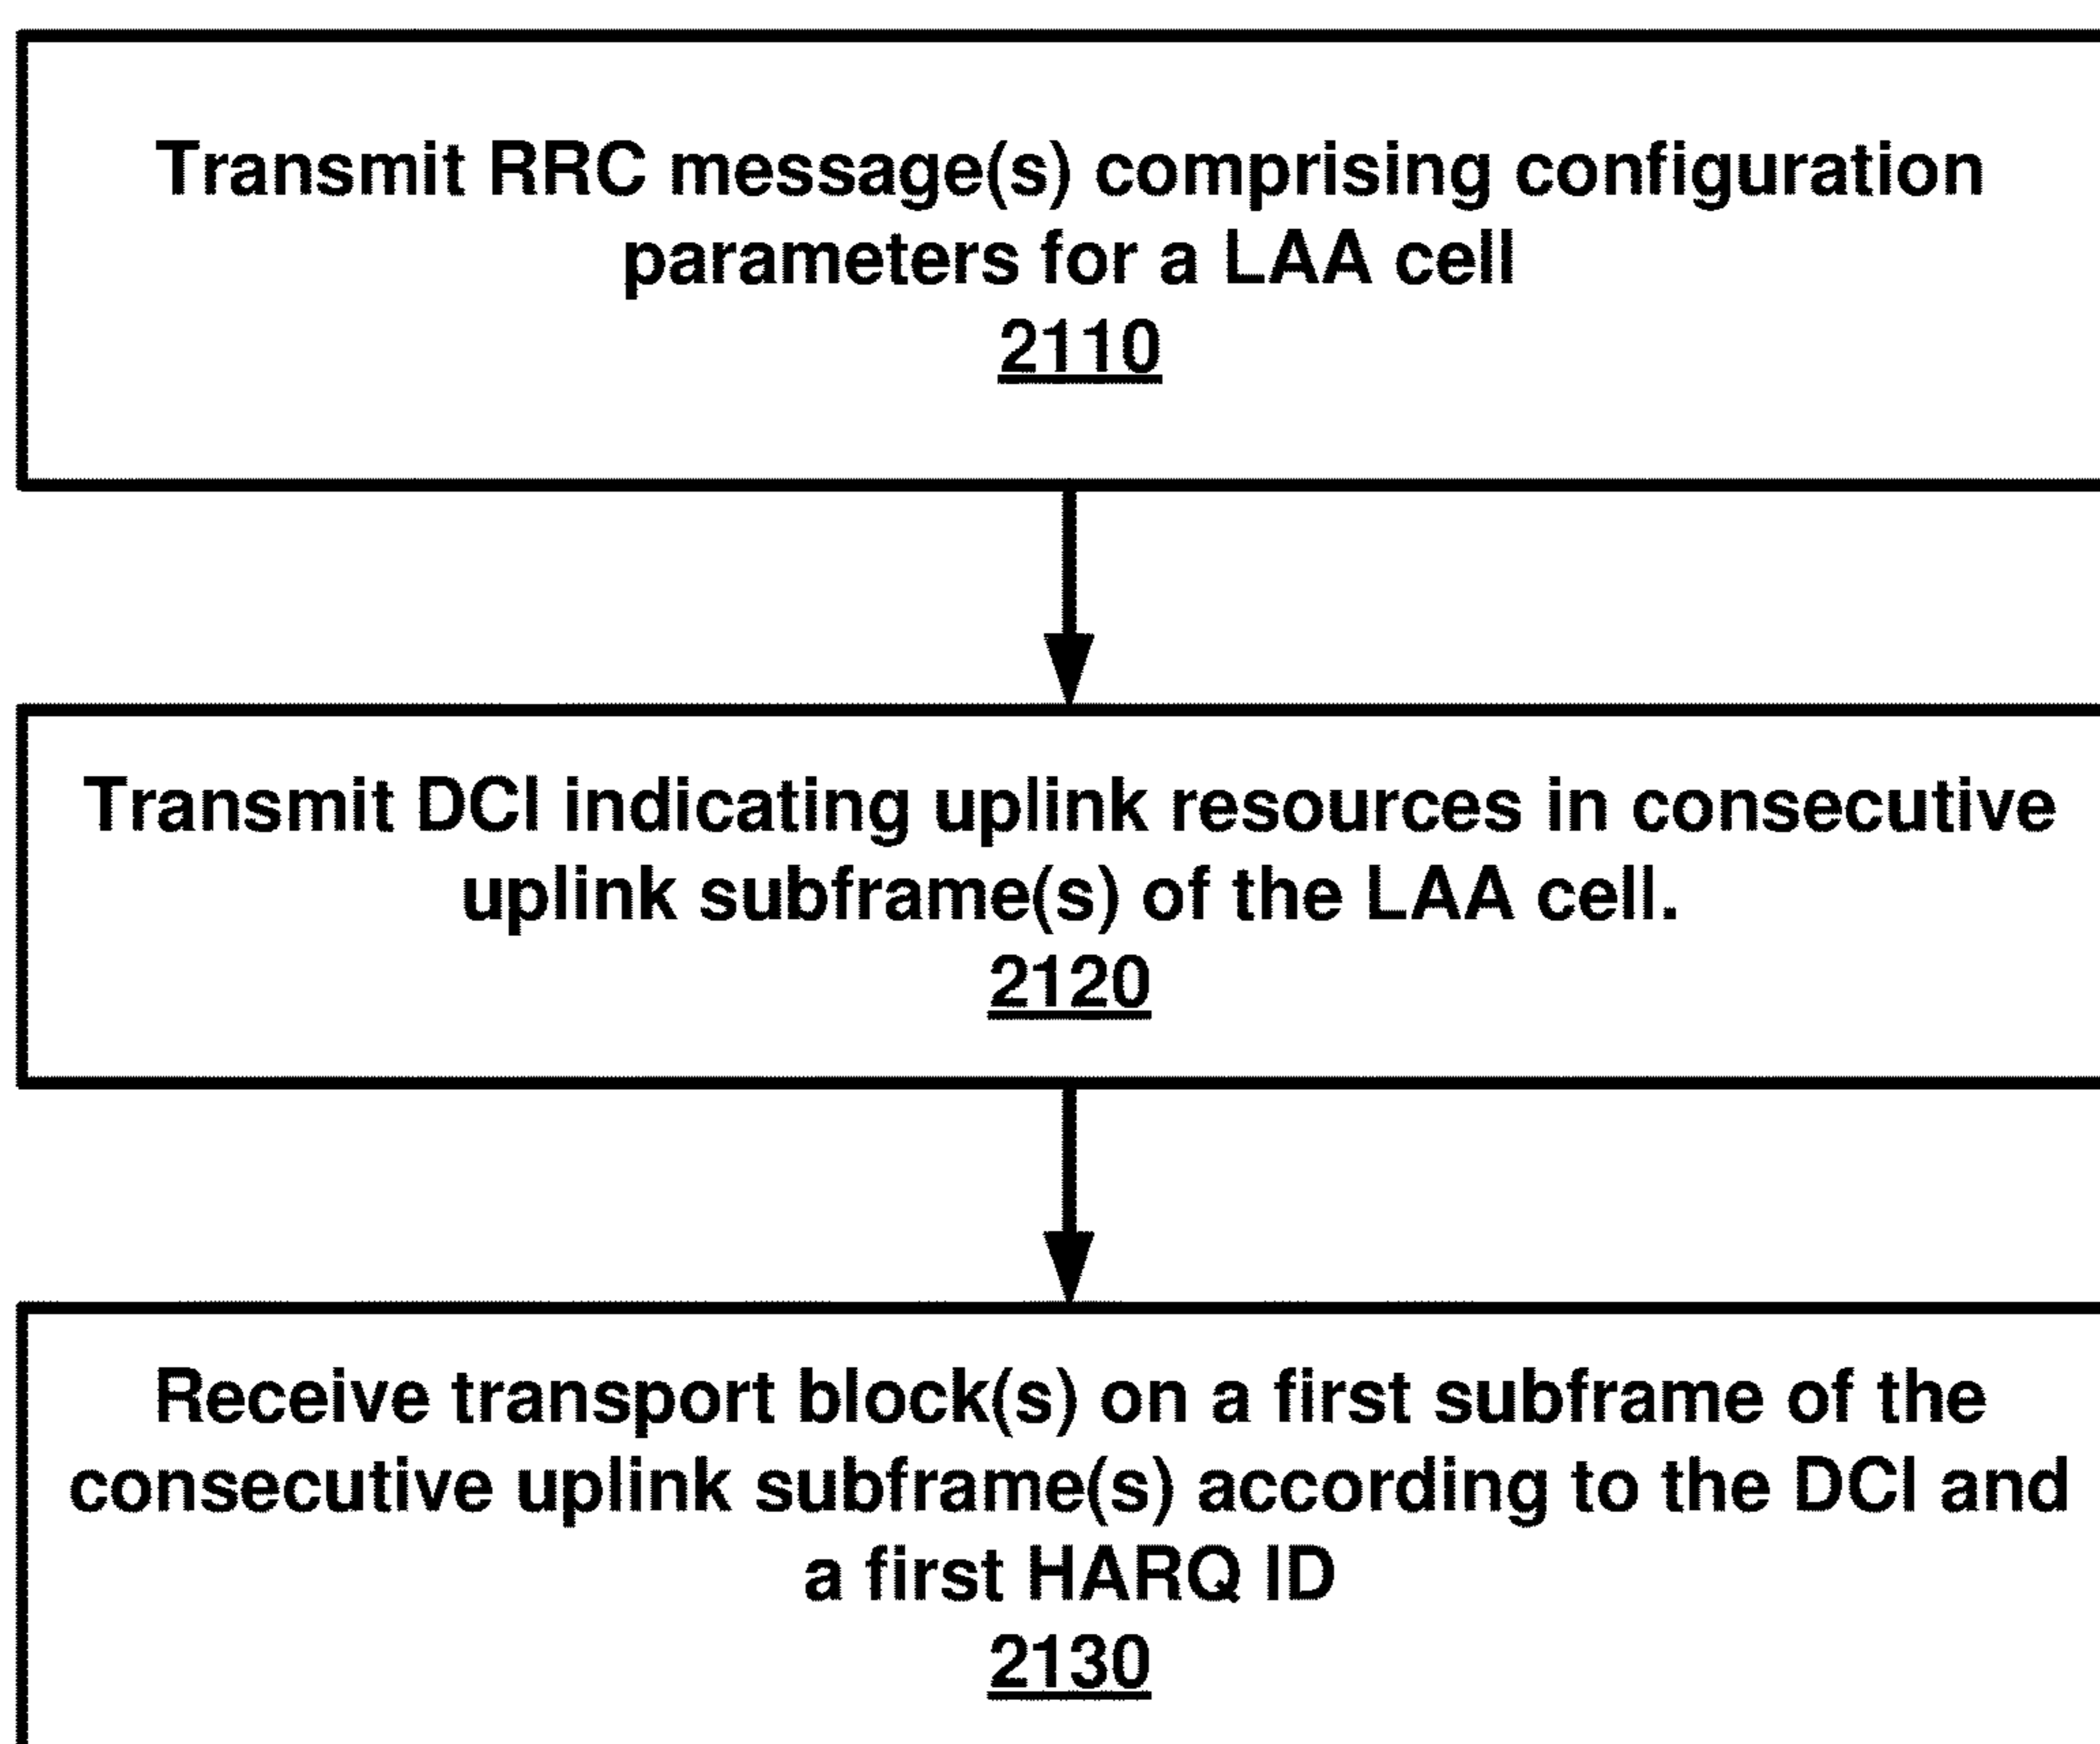 Transmit RRC message(s) comprising configuration
parameters for a LAA cell
2110
Transmit DCI indicating uplink resources in consecutive
uplink subframe(s) of the LAA cell.
2120
Receive transport block(s) on a first subframe of the
consecutive uplink subframe(s) according to the DCI and
a first HARQ ID
2130